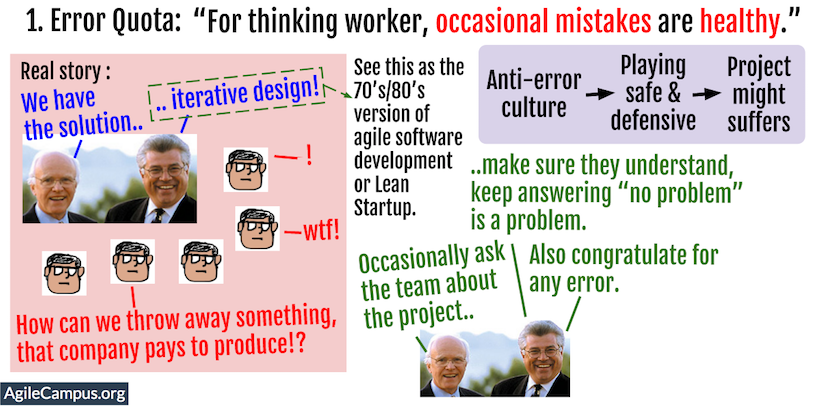 1. Error Quota: “For thinking worker, occasional mistakes are healthy.”
Real story :
We have
the solution..
.. iterative design!
!
wtf!
How can we throw away something,
that company pays to produce!?
See this as the
70’s/80’s
version of
agile software
development
or Lean
Startup.
Anti-error
culture
Playing
safe &
defensive
Project
might
suffers
..make sure they understand,
keep answering “no problem”
is a problem.
Occasionally ask
the team about
the project..
Also congratulate for
any error.
AgileCampus.org